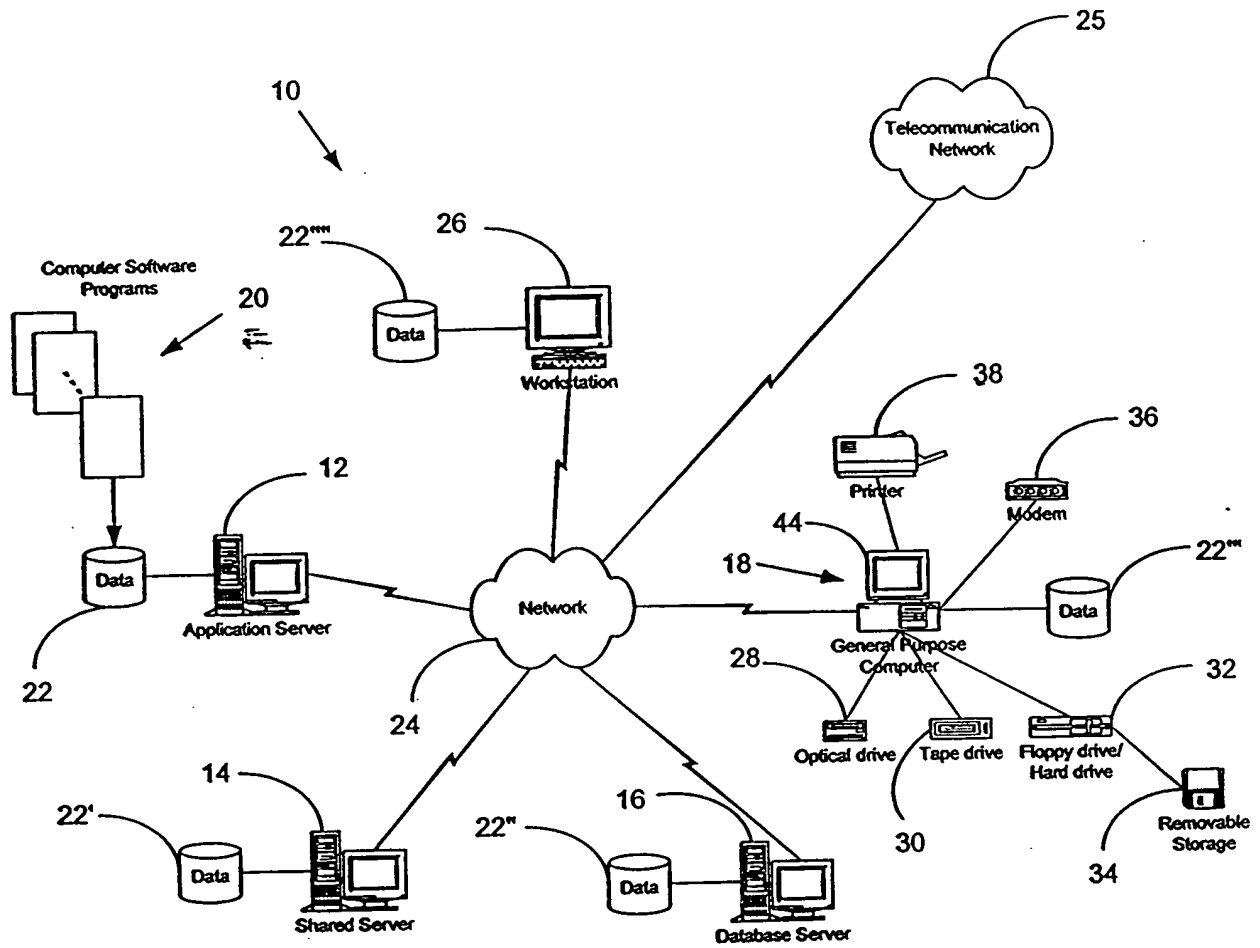 25
10
Telecommunication
Network
26
22""
Computer Software
Programs
20
Data
Workstation
38
36
12
Printer
Modem
44
22'"
18
Data
Network
Data
Application Server
General Purpose
Computer
28
32
22
24
Optical drive
Tape drive
Floppy drive/
Hard drive
14
16
22'
22"
30
Removable
Storage
34
Data
Data
Shared Server
Database Server